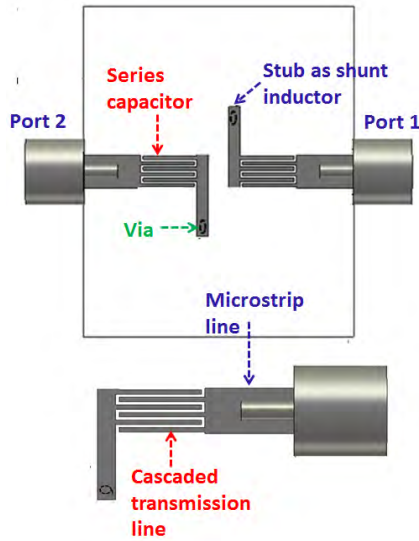 Series
capacitor
Stub as shunt
inductor
Port 2
Port 1
Via
Microstrip
line
Cascaded
transmission
line